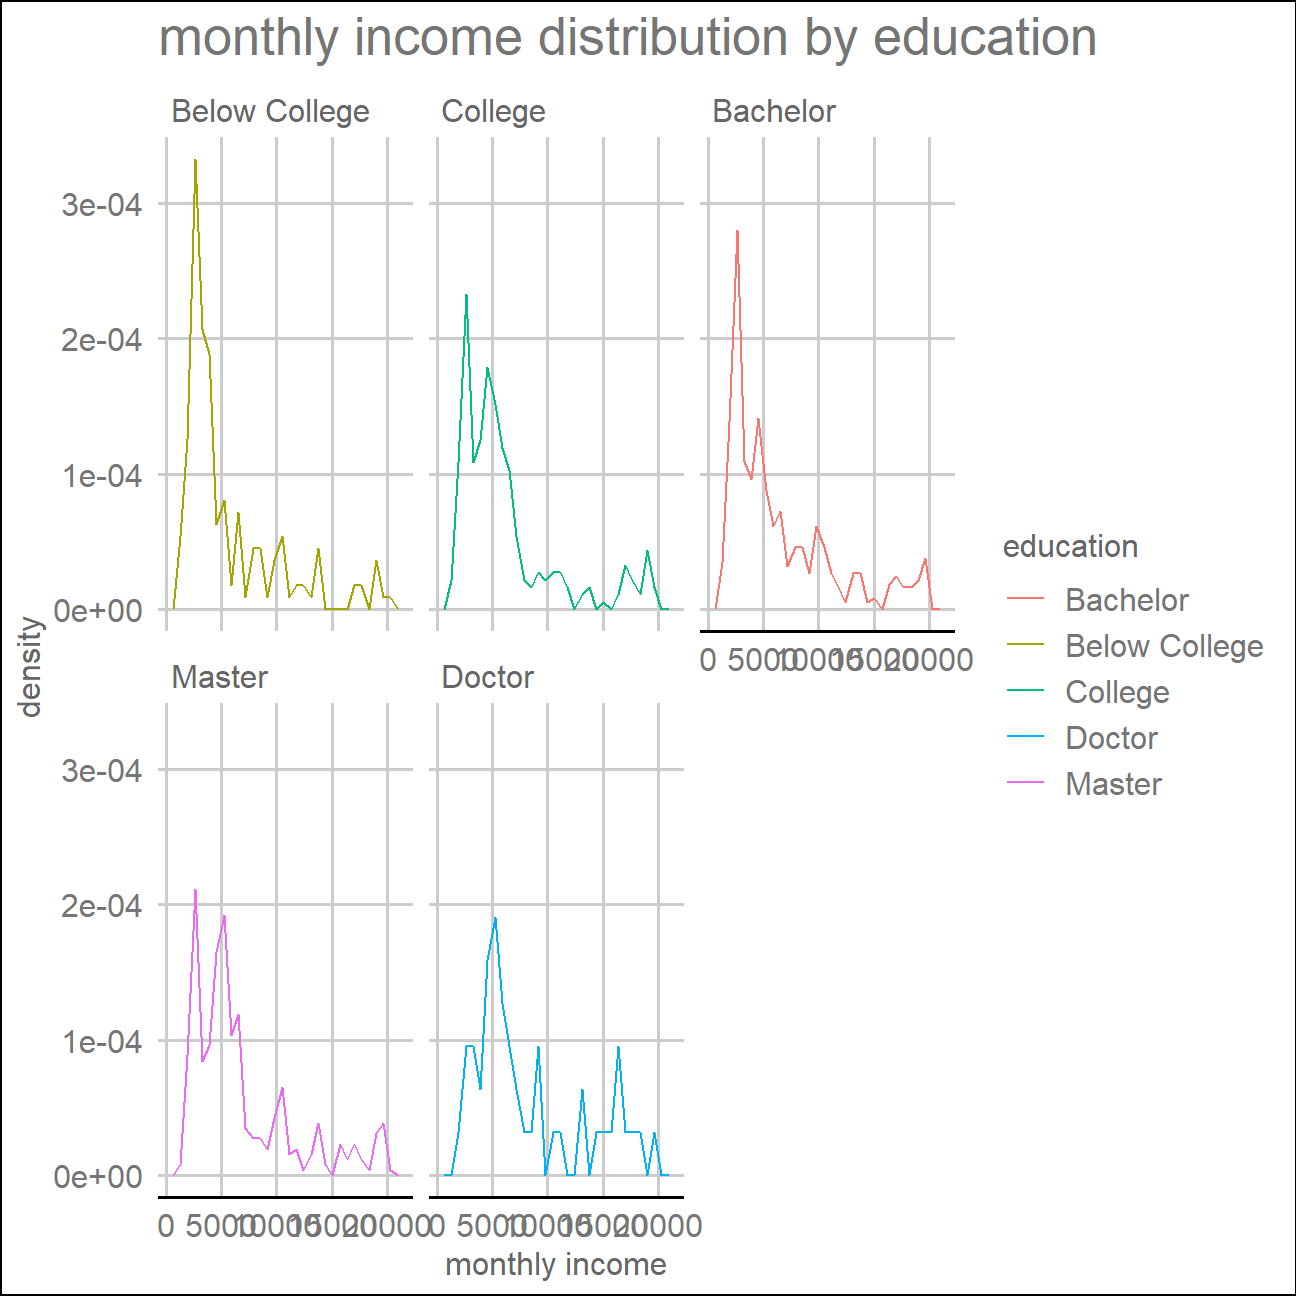 monthly income distribution by education
Below College
College
Bachelor
3e-04
2e-04
1e-04
0e+00
0 5000 10000 15000 20000
density
Master
Doctor
3e-04
2e-04
1e-04
0e+00
0 5000 10000 15000 20000
0 5000 10000 15000 20000
monthly income
education
Bachelor
Below College
College
Doctor
Master